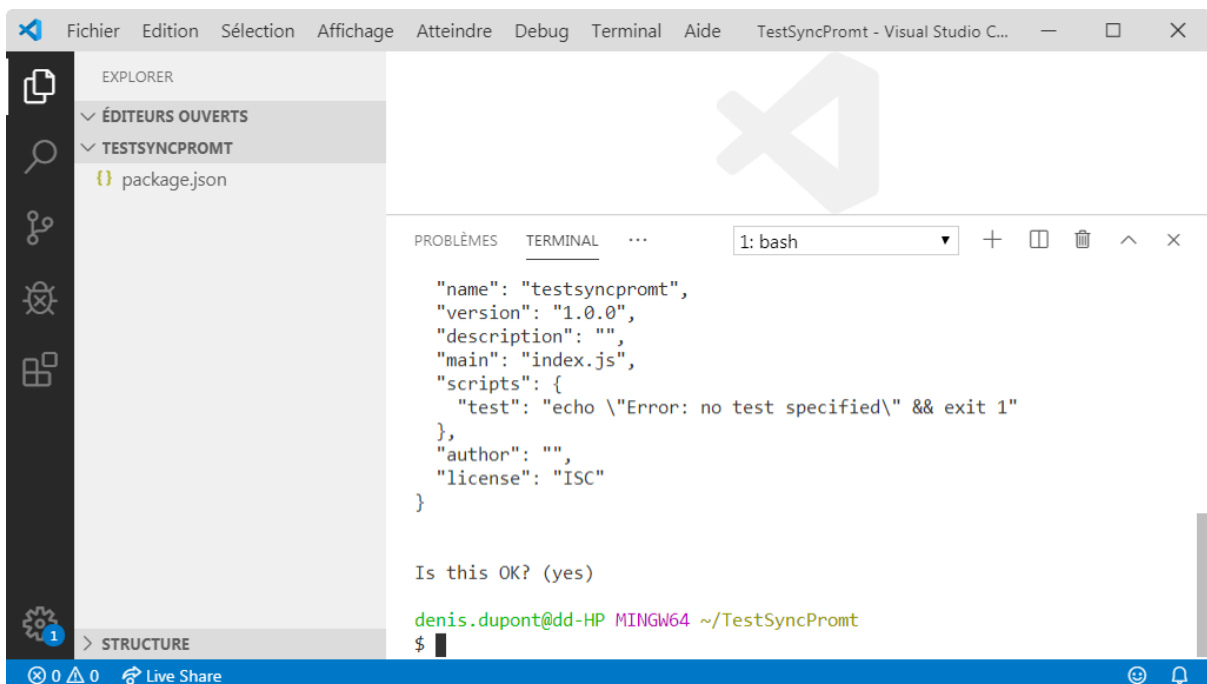 Fichier Edition Sélection Affichage Atteindre Debug Terminal Aide TestSyncPromt - Visual Studio C...
EXPLORER
ÉDITEURS OUVERTS
TESTSYNCPROMT
{} package.json
PROBLÈMES TERMINAL ... 1: bash
"name": "testsyncpromt",
"version": "1.0.0",
"description": "",
"main": "index.js",
"scripts": {
"test": "echo \"Error: no test specified\" && exit 1"
},
"author": "",
"license": "ISC"
}
Is this OK? (yes)
denis.dupont@dd-HP MINGW64 ~/TestSyncPromt
$
1
STRUCTURE
0 0 Live Share